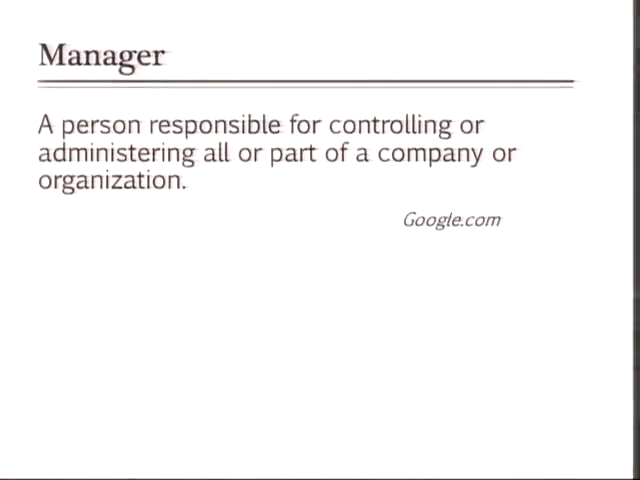 Manager
A person responsible for controlling or
administering all or part of a company or
organization.
Google.com